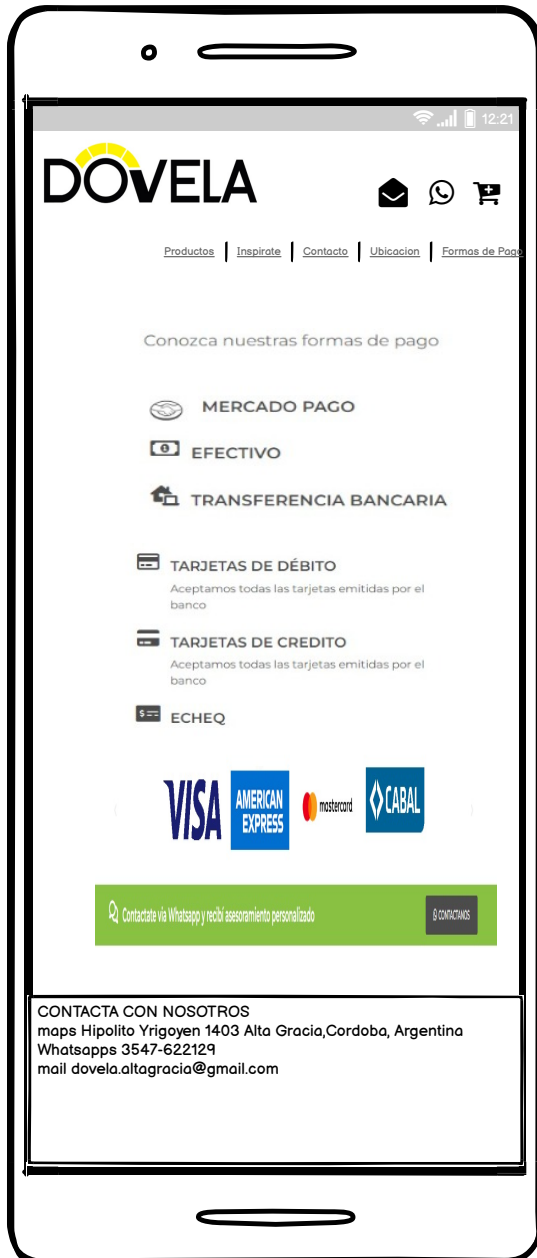 12:21
DOVELA
Productos Inspirate Contacto Ubicacion Formas de Pago
Conozca nuestras formas de pago
MERCADO PAGO
EFECTIVO
TRANSFERENCIA BANCARIA
TARJETAS DE DÉBITO
Aceptamos todas las tarjetas emitidas por el
banco
TARJETAS DE CREDITO
Aceptamos todas las tarjetas emitidas por el
banco
ECHEQ
VISA
AMERICAN
EXPRESS
mastercard
CABAL
Contactate vía Whatsapp y recibí asesoramiento personalizado
CONTACTANOS
CONTACTA CON NOSOTROS
maps Hipolito Yrigoyen 1403 Alta Gracia,Cordoba, Argentina
Whatsapps 3547-622129
mail dovela.altagracia@gmail.com